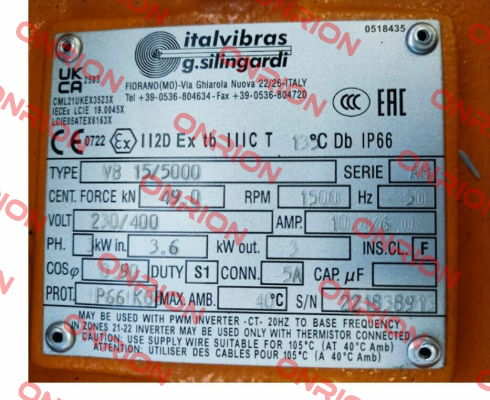 0518435
italvibras
g.silingardi
FIORANO(MO)-Via Ghiarola Nuova 22/26-ITALY
Tel +39-0536-804634 - Fax +39-0536-804720
UK
CA 2503
CML21UKEX3523X
IECEx LCIE 19.0045X
LCIE05ATEX6163X
CCC EAC
CE 0722 Ex II2D Ex tb IIIC T °C Db IP66
TYPE VB 15/5000 SERIE
CENT. FORCE kN 49.0 RPM 1500 Hz 50
VOLT 230/400 AMP.
PH. kW in. 3.6 kW out. 3 INS.CL. F
COSφ DUTY S1 CONN. 5A CAP. µF
PROT. MAX. AMB. 40°C S/N
MAY BE USED WITH PWM INVERTER -CT- 20HZ TO BASE FREQUENCY
IN ZONES 21-22 INVERTER MAY BE USED ONLY WITH THERMISTOR CONNECTED
CAUTION: USE SUPPLY WIRE SUITABLE FOR 105°C (AT 40°C Amb)
ATTENTION: UTILISER DES CABLES POUR 105°C (A 40°C Amb)
ONRION